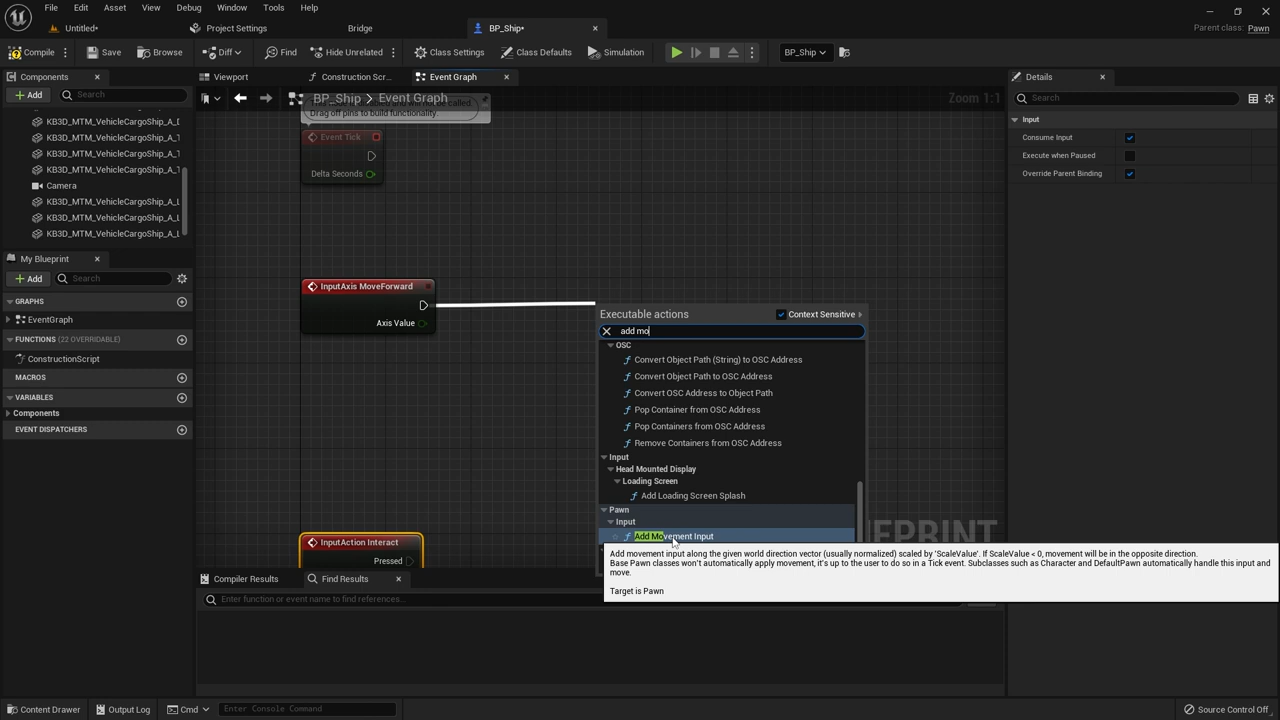 File Edit Asset View Debug Window Tools Help
Untitled•
Project Settings
Bridge
BP_Ship•
Parent class: Pawn
Compile Save Browse Diff Find Hide Unrelated Class Settings Class Defaults Simulation BP_Ship
Components
Add
Search
KB3D_MTM_VehicleCargoShip_A_D
KB3D_MTM_VehicleCargoShip_A_T
KB3D_MTM_VehicleCargoShip_A_T
KB3D_MTM_VehicleCargoShip_A_T
Camera
KB3D_MTM_VehicleCargoShip_A_L
KB3D_MTM_VehicleCargoShip_A_L
KB3D_MTM_VehicleCargoShip_A_L
My Blueprint
Add
Search
GRAPHS
EventGraph
FUNCTIONS (22 OVERRIDABLE)
ConstructionScript
MACROS
VARIABLES
Components
EVENT DISPATCHERS
Viewport
Construction Scr...
Event Graph
BP_Ship > Event Graph
Zoom 1:1
Drag off pins to build functionality.
Event Tick
Delta Seconds
InputAxis MoveForward
Axis Value
InputAction Interact
Pressed
Executable actions
Context Sensitive
add mo
OSC
Convert Object Path (String) to OSC Address
Convert Object Path to OSC Address
Convert OSC Address to Object Path
Pop Container from OSC Address
Pop Containers from OSC Address
Remove Containers from OSC Address
Input
Head Mounted Display
Loading Screen
Add Loading Screen Splash
Pawn
Input
Add Movement Input
EPRINT
Add movement input along the given world direction vector (usually normalized) scaled by 'ScaleValue'. If ScaleValue < 0, movement will be in the opposite direction.
Base Pawn classes won't automatically apply movement, it's up to the user to do so in a Tick event. Subclasses such as Character and DefaultPawn automatically handle this input and
move.
Target is Pawn
Compiler Results
Find Results
Enter function or event name to find references...
Details
Search
Input
Consume Input
Execute when Paused
Override Parent Binding
Content Drawer
Output Log
Cmd
Enter Console Command
Source Control Off